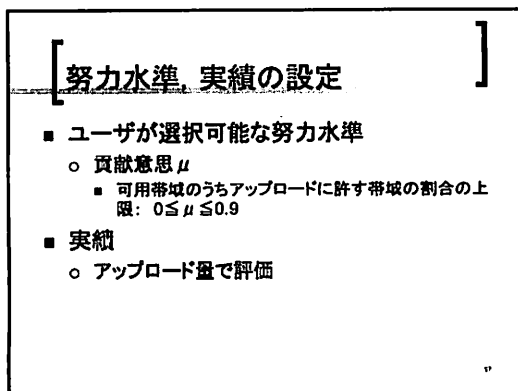 努力水準, 実績の設定
■ ユーザが選択可能な努力水準
○ 貢献意思μ
■ 可用帯域のうちアップロードに許す帯域の割合の上
限: 0≦μ≦0.9
■ 実績
○ アップロード量で評価